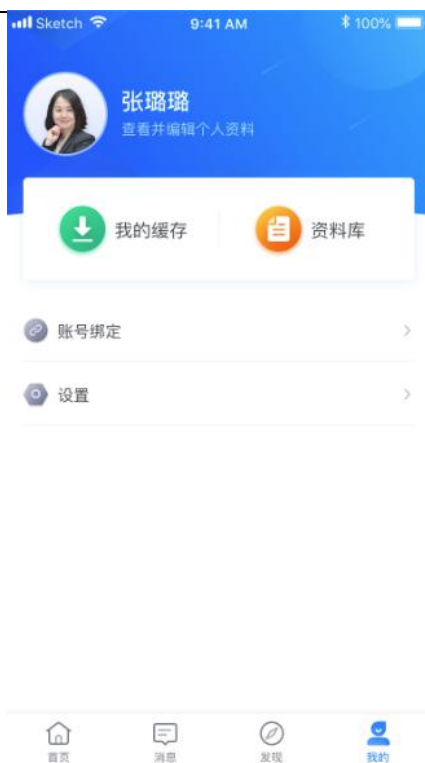 Sketch 9:41 AM 100%
张璐璐
查看并编辑个人资料
我的缓存 资料库
账号绑定
设置
首页 消息 发现 我的